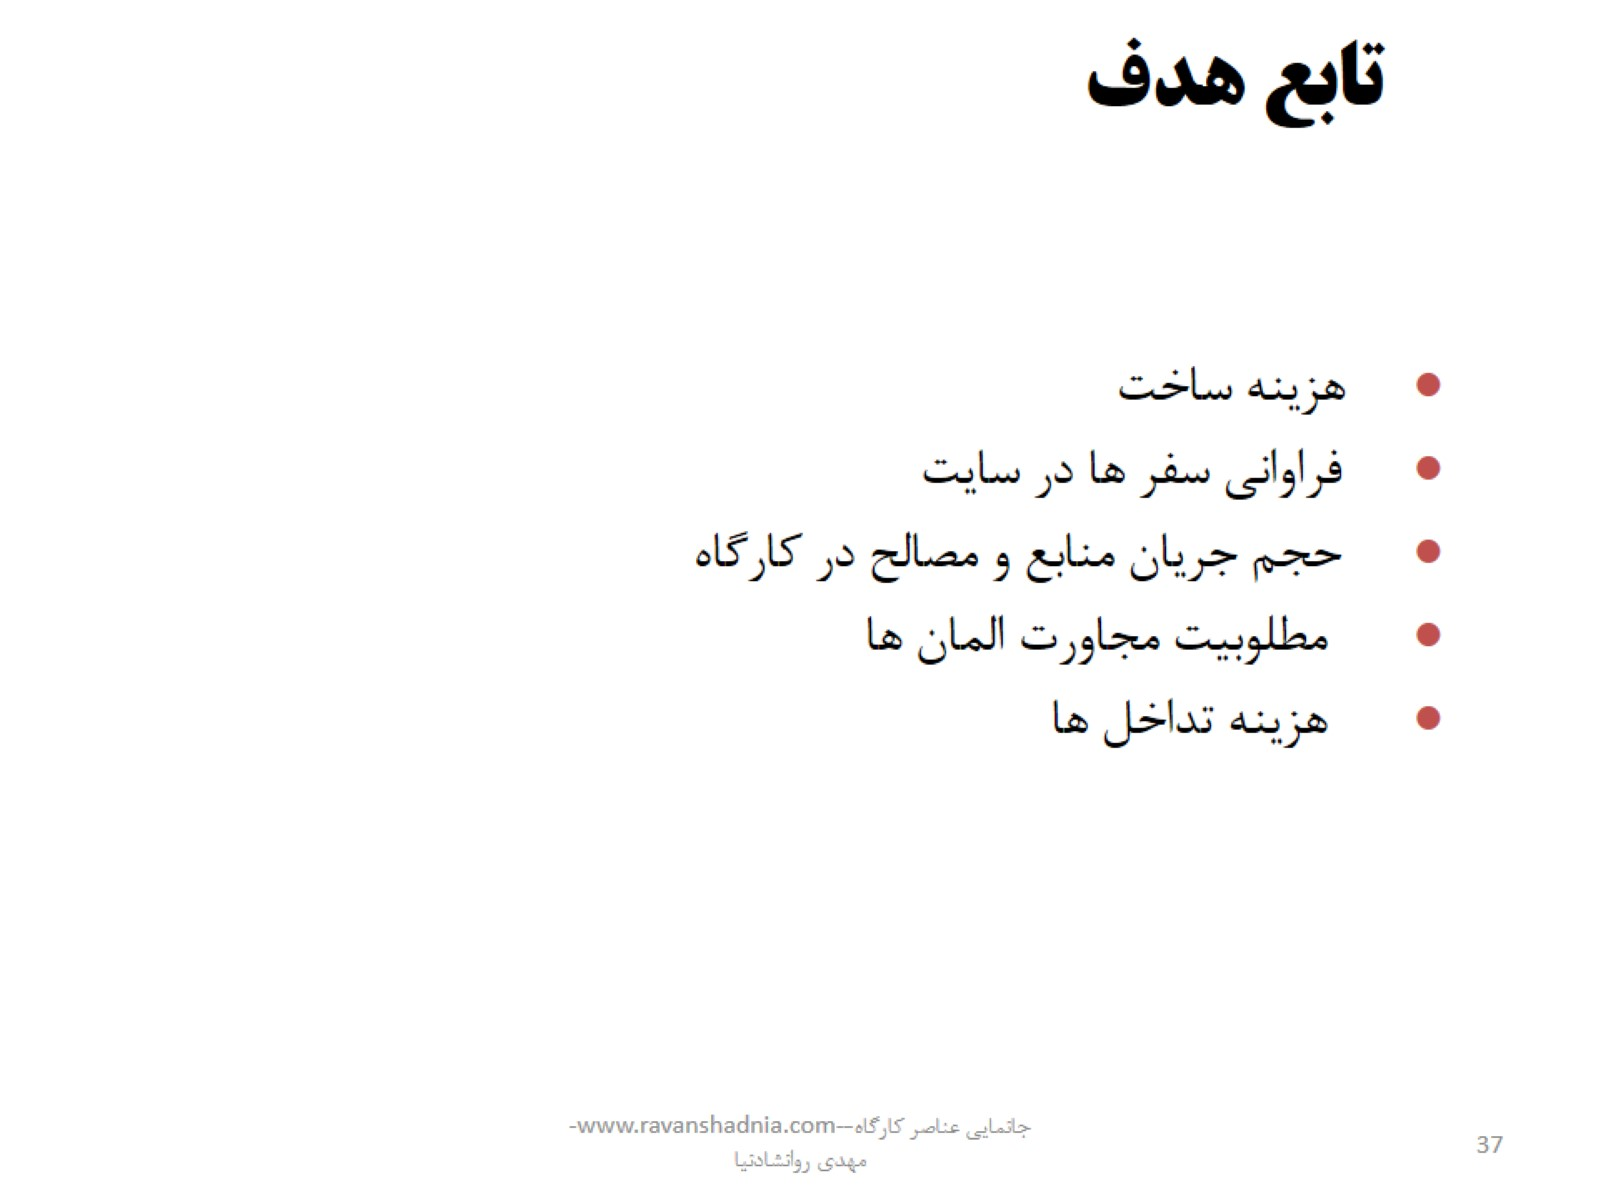 تابع هدف
هزینه ساخت
فراوانی سفر ها در سایت
حجم جریان منابع و مصالح در کارگاه
مطلوبیت مجاورت المان ها
هزینه تداخل ها
جانمایی عناصر کارگاه--www.ravanshadnia.com-
مهدی روانشادنیا
37